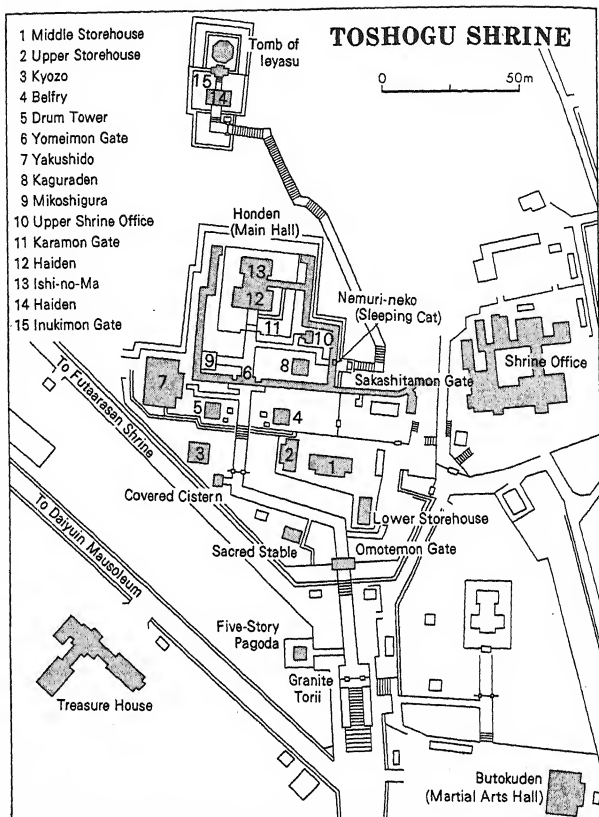 TOSHOGU SHRINE
0 50m
1 Middle Storehouse
2 Upper Storehouse
3 Kyozo
4 Belfry
5 Drum Tower
6 Yomeimon Gate
7 Yakushido
8 Kaguraden
9 Mikoshigura
10 Upper Shrine Office
11 Karamon Gate
12 Haiden
13 Ishi-no-Ma
14 Haiden
15 Inukimon Gate
Tomb of
Ieyasu
15
14
Honden
(Main Hall)
13
12
11
10
9
8
6
7
5
4
3
2
1
Nemuri-neko
(Sleeping Cat)
Sakashitamon Gate
Shrine Office
To Futaarasan Shrine
To Daiyuin Mausoleum
Covered Cistern
Lower Storehouse
Sacred Stable
Omotemon Gate
Five-Story
Pagoda
Granite
Torii
Treasure House
Butokuden
(Martial Arts Hall)